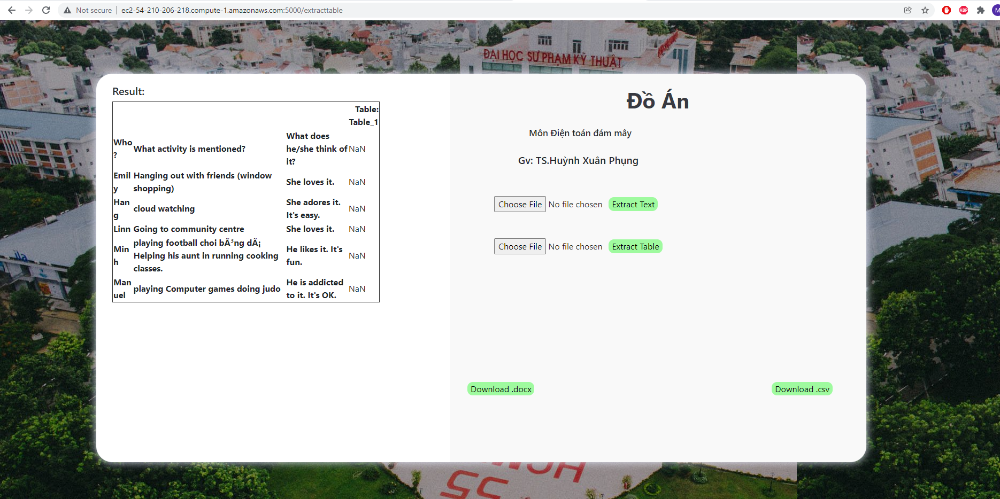 Not secure
ec2-54-210-206-218.compute-1.amazonaws.com:5000/extracttable
ABP
M
ĐẠI HỌC SƯ PHẠM KỸ THUẬT
Result:
Table:
Table_1
Who
?
What activity is mentioned?
What does
he/she think of
it?
NaN
Emil
y
Hanging out with friends (window
shopping)
She loves it.
NaN
Han
g
cloud watching
She adores it.
It's easy.
NaN
Linn
Going to community centre
She loves it.
NaN
Min
h
playing football choi bÃ³ng dÃ¡
Helping his aunt in running cooking
classes.
He likes it. It's
fun.
NaN
Man
uel
playing Computer games doing judo
He is addicted
to it. It's OK.
NaN
Đồ Án
Môn Điện toán đám mây
Gv: TS.Huỳnh Xuân Phụng
Choose File No file chosen Extract Text
Choose File No file chosen Extract Table
Download .docx
Download .csv